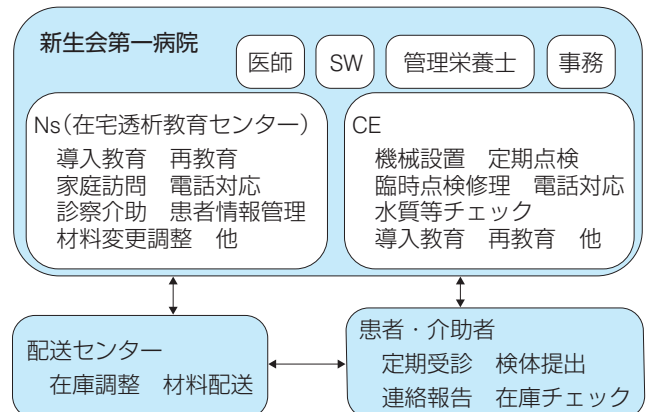 新生会第一病院
医師 SW 管理栄養士 事務
Ns(在宅透析教育センター)
導入教育 再教育
家庭訪問 電話対応
診察介助 患者情報管理
材料変更調整 他
CE
機械設置 定期点検
臨時点検修理 電話対応
水質等チェック
導入教育 再教育 他
配送センター
在庫調整 材料配送
患者・介助者
定期受診 検体提出
連絡報告 在庫チェック